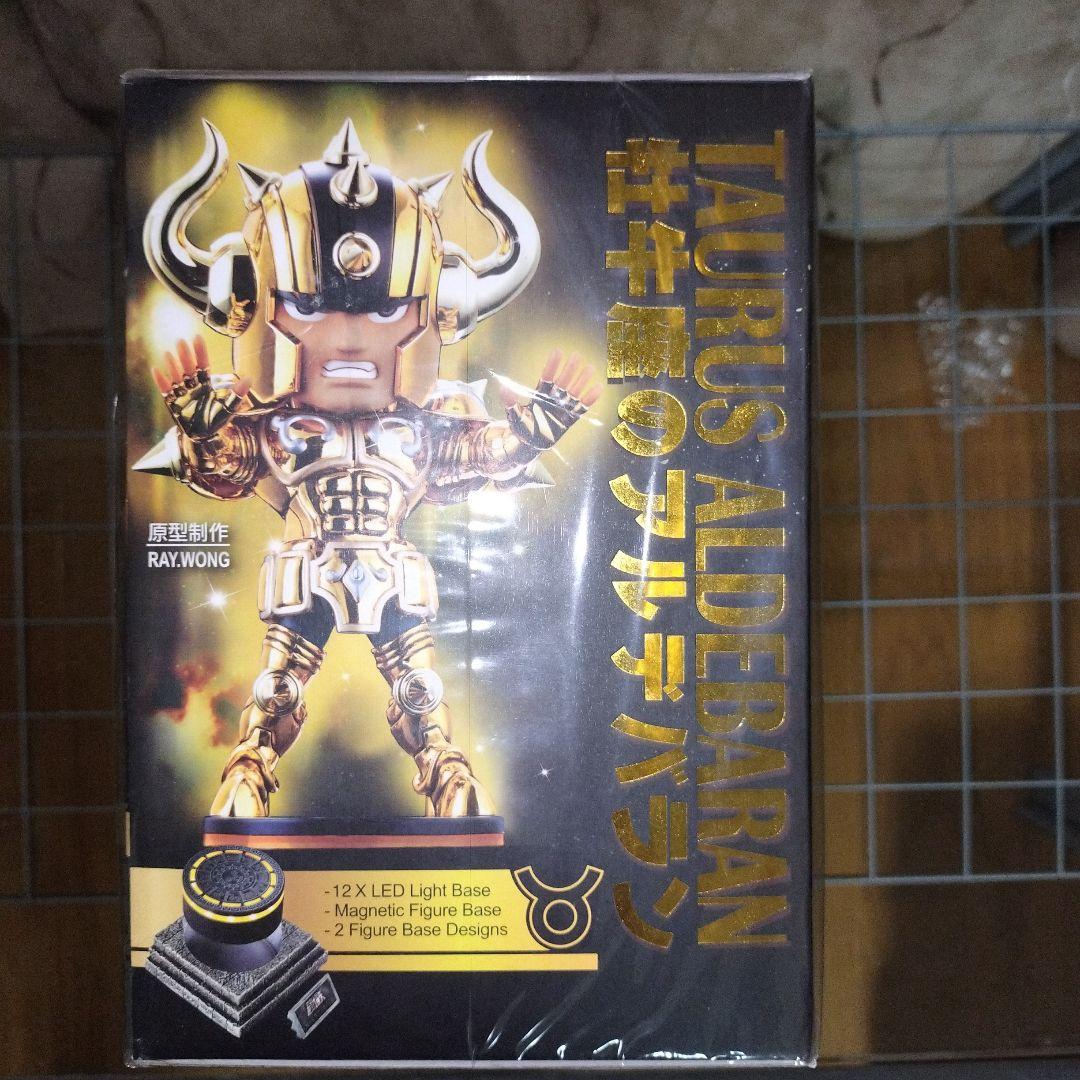 TAURUS ALDEBARAN
牡牛座のアルデバラン
原型制作
RAY.WONG
- 12 X LED Light Base
- Magnetic Figure Base
- 2 Figure Base Designs